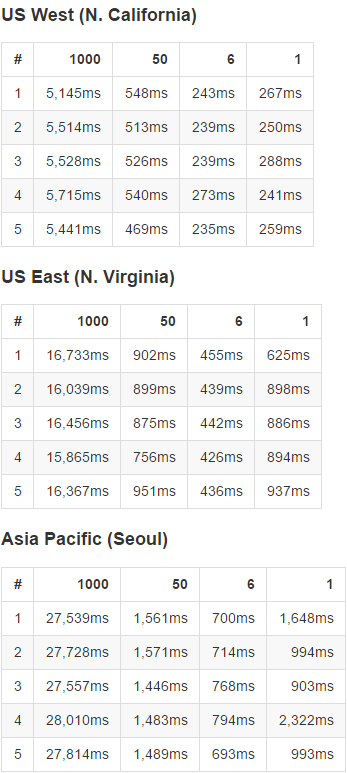 US West (N. California)
# 1000 50 6 1
1 5,145ms 548ms 243ms 267ms
2 5,514ms 513ms 239ms 250ms
3 5,528ms 526ms 239ms 288ms
4 5,715ms 540ms 273ms 241ms
5 5,441ms 469ms 235ms 259ms
US East (N. Virginia)
# 1000 50 6 1
1 16,733ms 902ms 455ms 625ms
2 16,039ms 899ms 439ms 898ms
3 16,456ms 875ms 442ms 886ms
4 15,865ms 756ms 426ms 894ms
5 16,367ms 951ms 436ms 937ms
Asia Pacific (Seoul)
# 1000 50 6 1
1 27,539ms 1,561ms 700ms 1,648ms
2 27,728ms 1,571ms 714ms 994ms
3 27,557ms 1,446ms 768ms 903ms
4 28,010ms 1,483ms 794ms 2,322ms
5 27,814ms 1,489ms 693ms 993ms